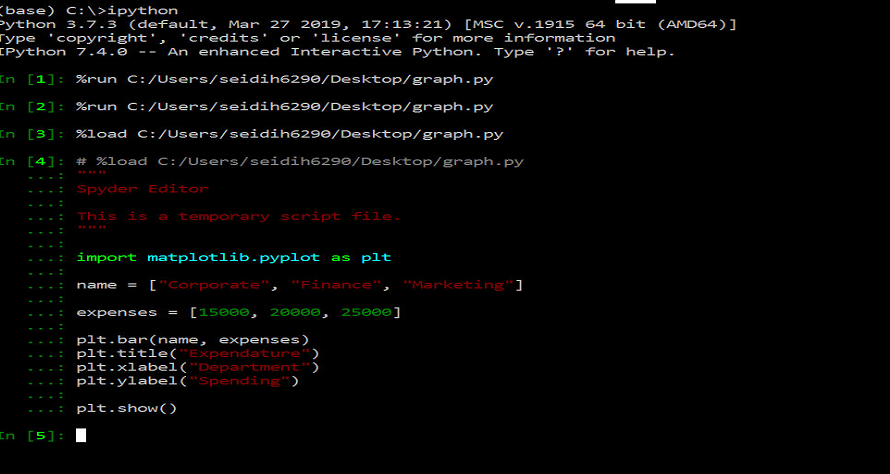 (base) C:\>ipython
Python 3.7.3 (default, Mar 27 2019, 17:13:21) [MSC v.1915 64 bit (AMD64)]
Type 'copyright', 'credits' or 'license' for more information
IPython 7.4.0 -- An enhanced Interactive Python. Type '?' for help.
In [1]: %run C:/Users/seidih6290/Desktop/graph.py
In [2]: %run C:/Users/seidih6290/Desktop/graph.py
In [3]: %load C:/Users/seidih6290/Desktop/graph.py
In [4]: # %load C:/Users/seidih6290/Desktop/graph.py
...: """
...: Spyder Editor
...:
...: This is a temporary script file.
...: """
...:
...: import matplotlib.pyplot as plt
...:
...: name = ["Corporate", "Finance", "Marketing"]
...:
...: expenses = [15000, 20000, 25000]
...:
...: plt.bar(name, expenses)
...: plt.title("Expendature")
...: plt.xlabel("Department")
...: plt.ylabel("Spending")
...:
...: plt.show()
In [5]: